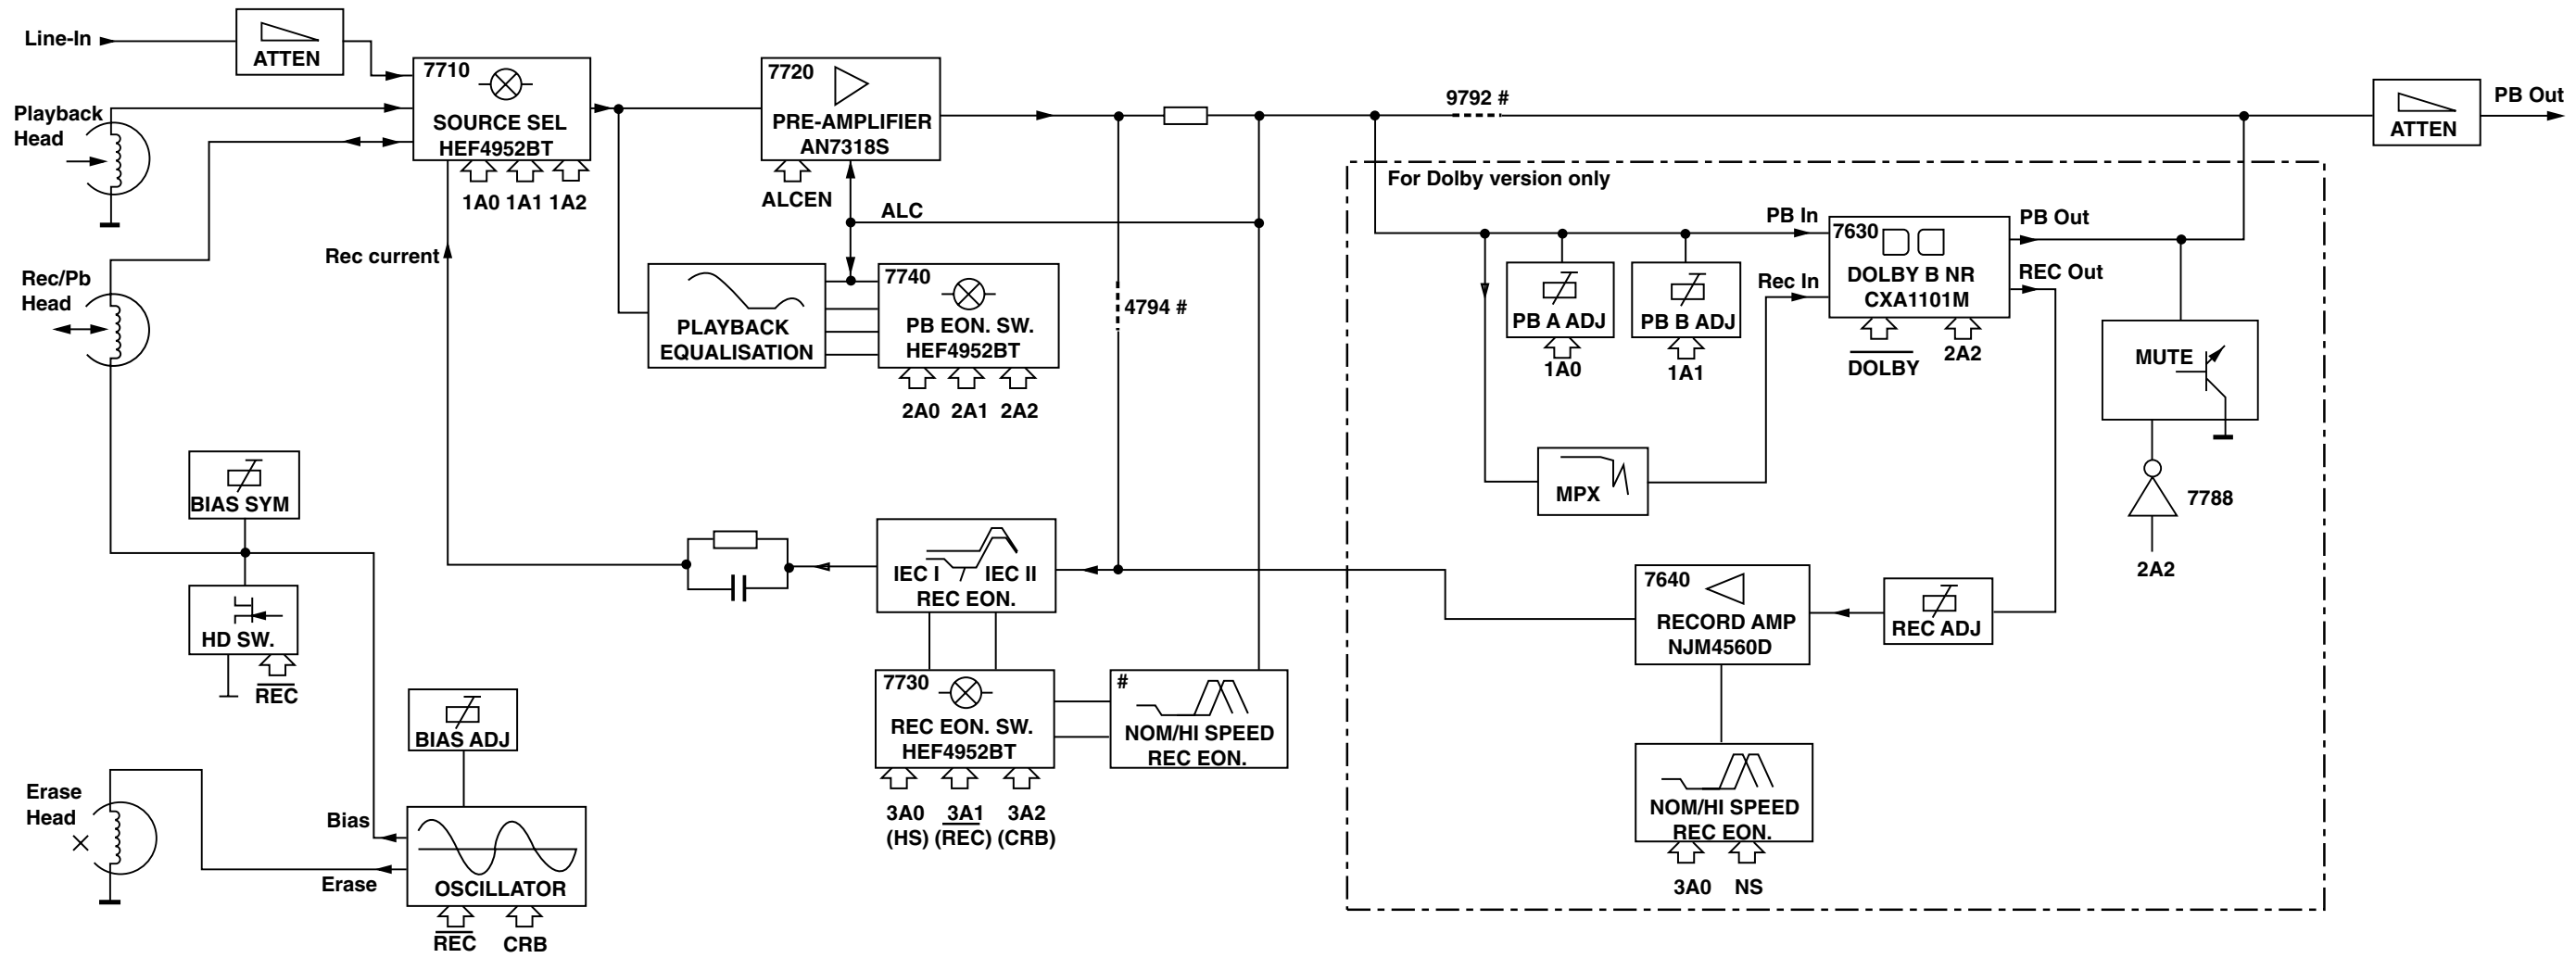 Line-In
ATTEN
7710
SOURCE SEL
HEF4952BT
1A0 1A1 1A2
7720
PRE-AMPLIFIER
AN7318S
ALCEN
ALC
9792 #
ATTEN
PB Out
Playback
Head
Rec/Pb
Head
Rec current
PLAYBACK
EQUALISATION
7740
PB EON. SW.
HEF4952BT
2A0 2A1 2A2
4794 #
For Dolby version only
PB In
7630
DOLBY B NR
CXA1101M
PB Out
Rec In
REC Out
PB A ADJ
1A0
PB B ADJ
1A1
DOLBY
2A2
MUTE
7788
2A2
MPX
BIAS SYM
HD SW.
REC
IEC I / IEC II
REC EON.
7640
RECORD AMP
NJM4560D
REC ADJ
7730
REC EON. SW.
HEF4952BT
3A0 3A1 3A2
(HS) (REC) (CRB)
#
NOM/HI SPEED
REC EON.
NOM/HI SPEED
REC EON.
3A0 NS
BIAS ADJ
Erase
Head
Bias
Erase
OSCILLATOR
REC CRB